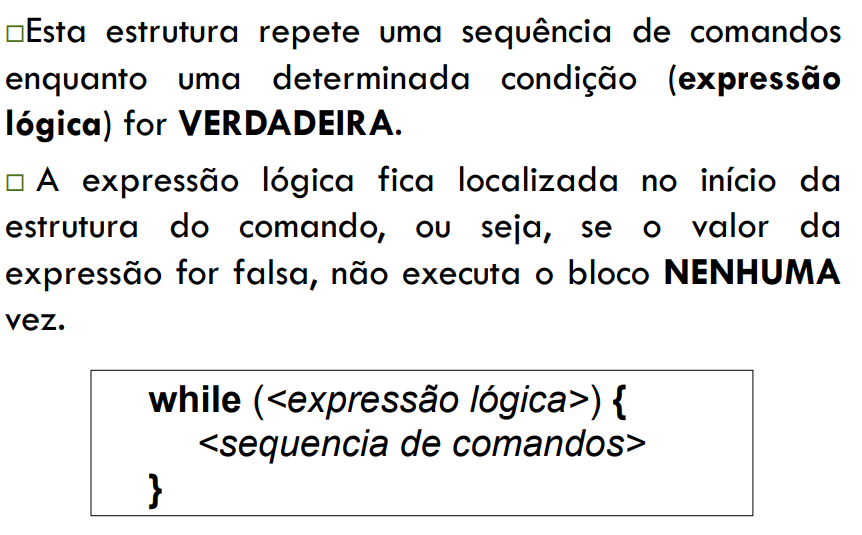 □Esta estrutura repete uma sequência de comandos
enquanto uma determinada condição (expressão
lógica) for VERDADEIRA.
□ A expressão lógica fica localizada no início da
estrutura do comando, ou seja, se o valor da
expressão for falsa, não executa o bloco NENHUMA
vez.
while (<expressão lógica>) {
<sequencia de comandos>
}